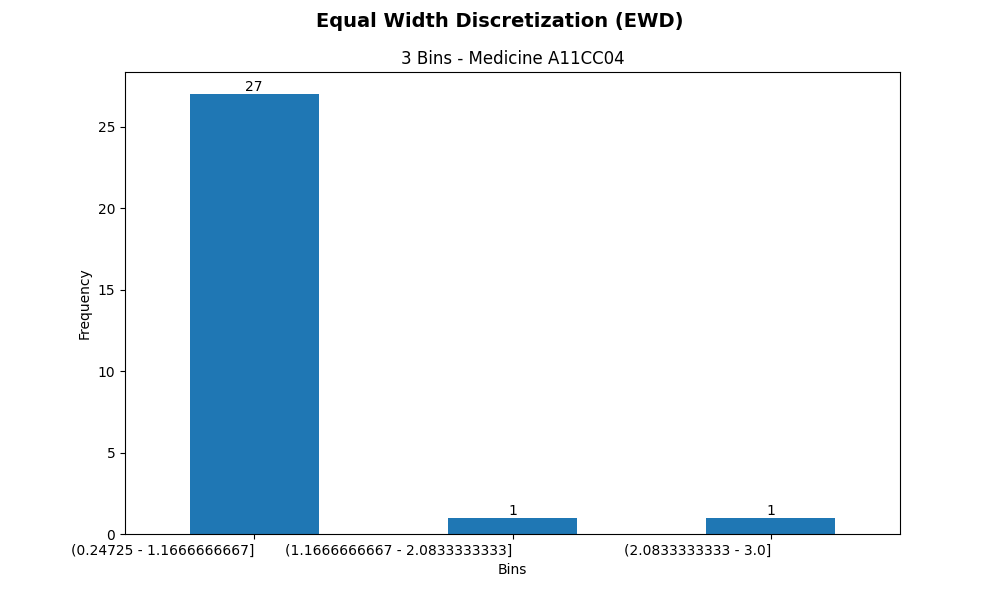 Equal Width Discretization (EWD)
3 Bins - Medicine A11CC04
27
25
20
15
10
5
0
1
1
Frequency
(0.24725 - 1.1666666667]
(1.1666666667 - 2.0833333333]
(2.0833333333 - 3.0]
Bins